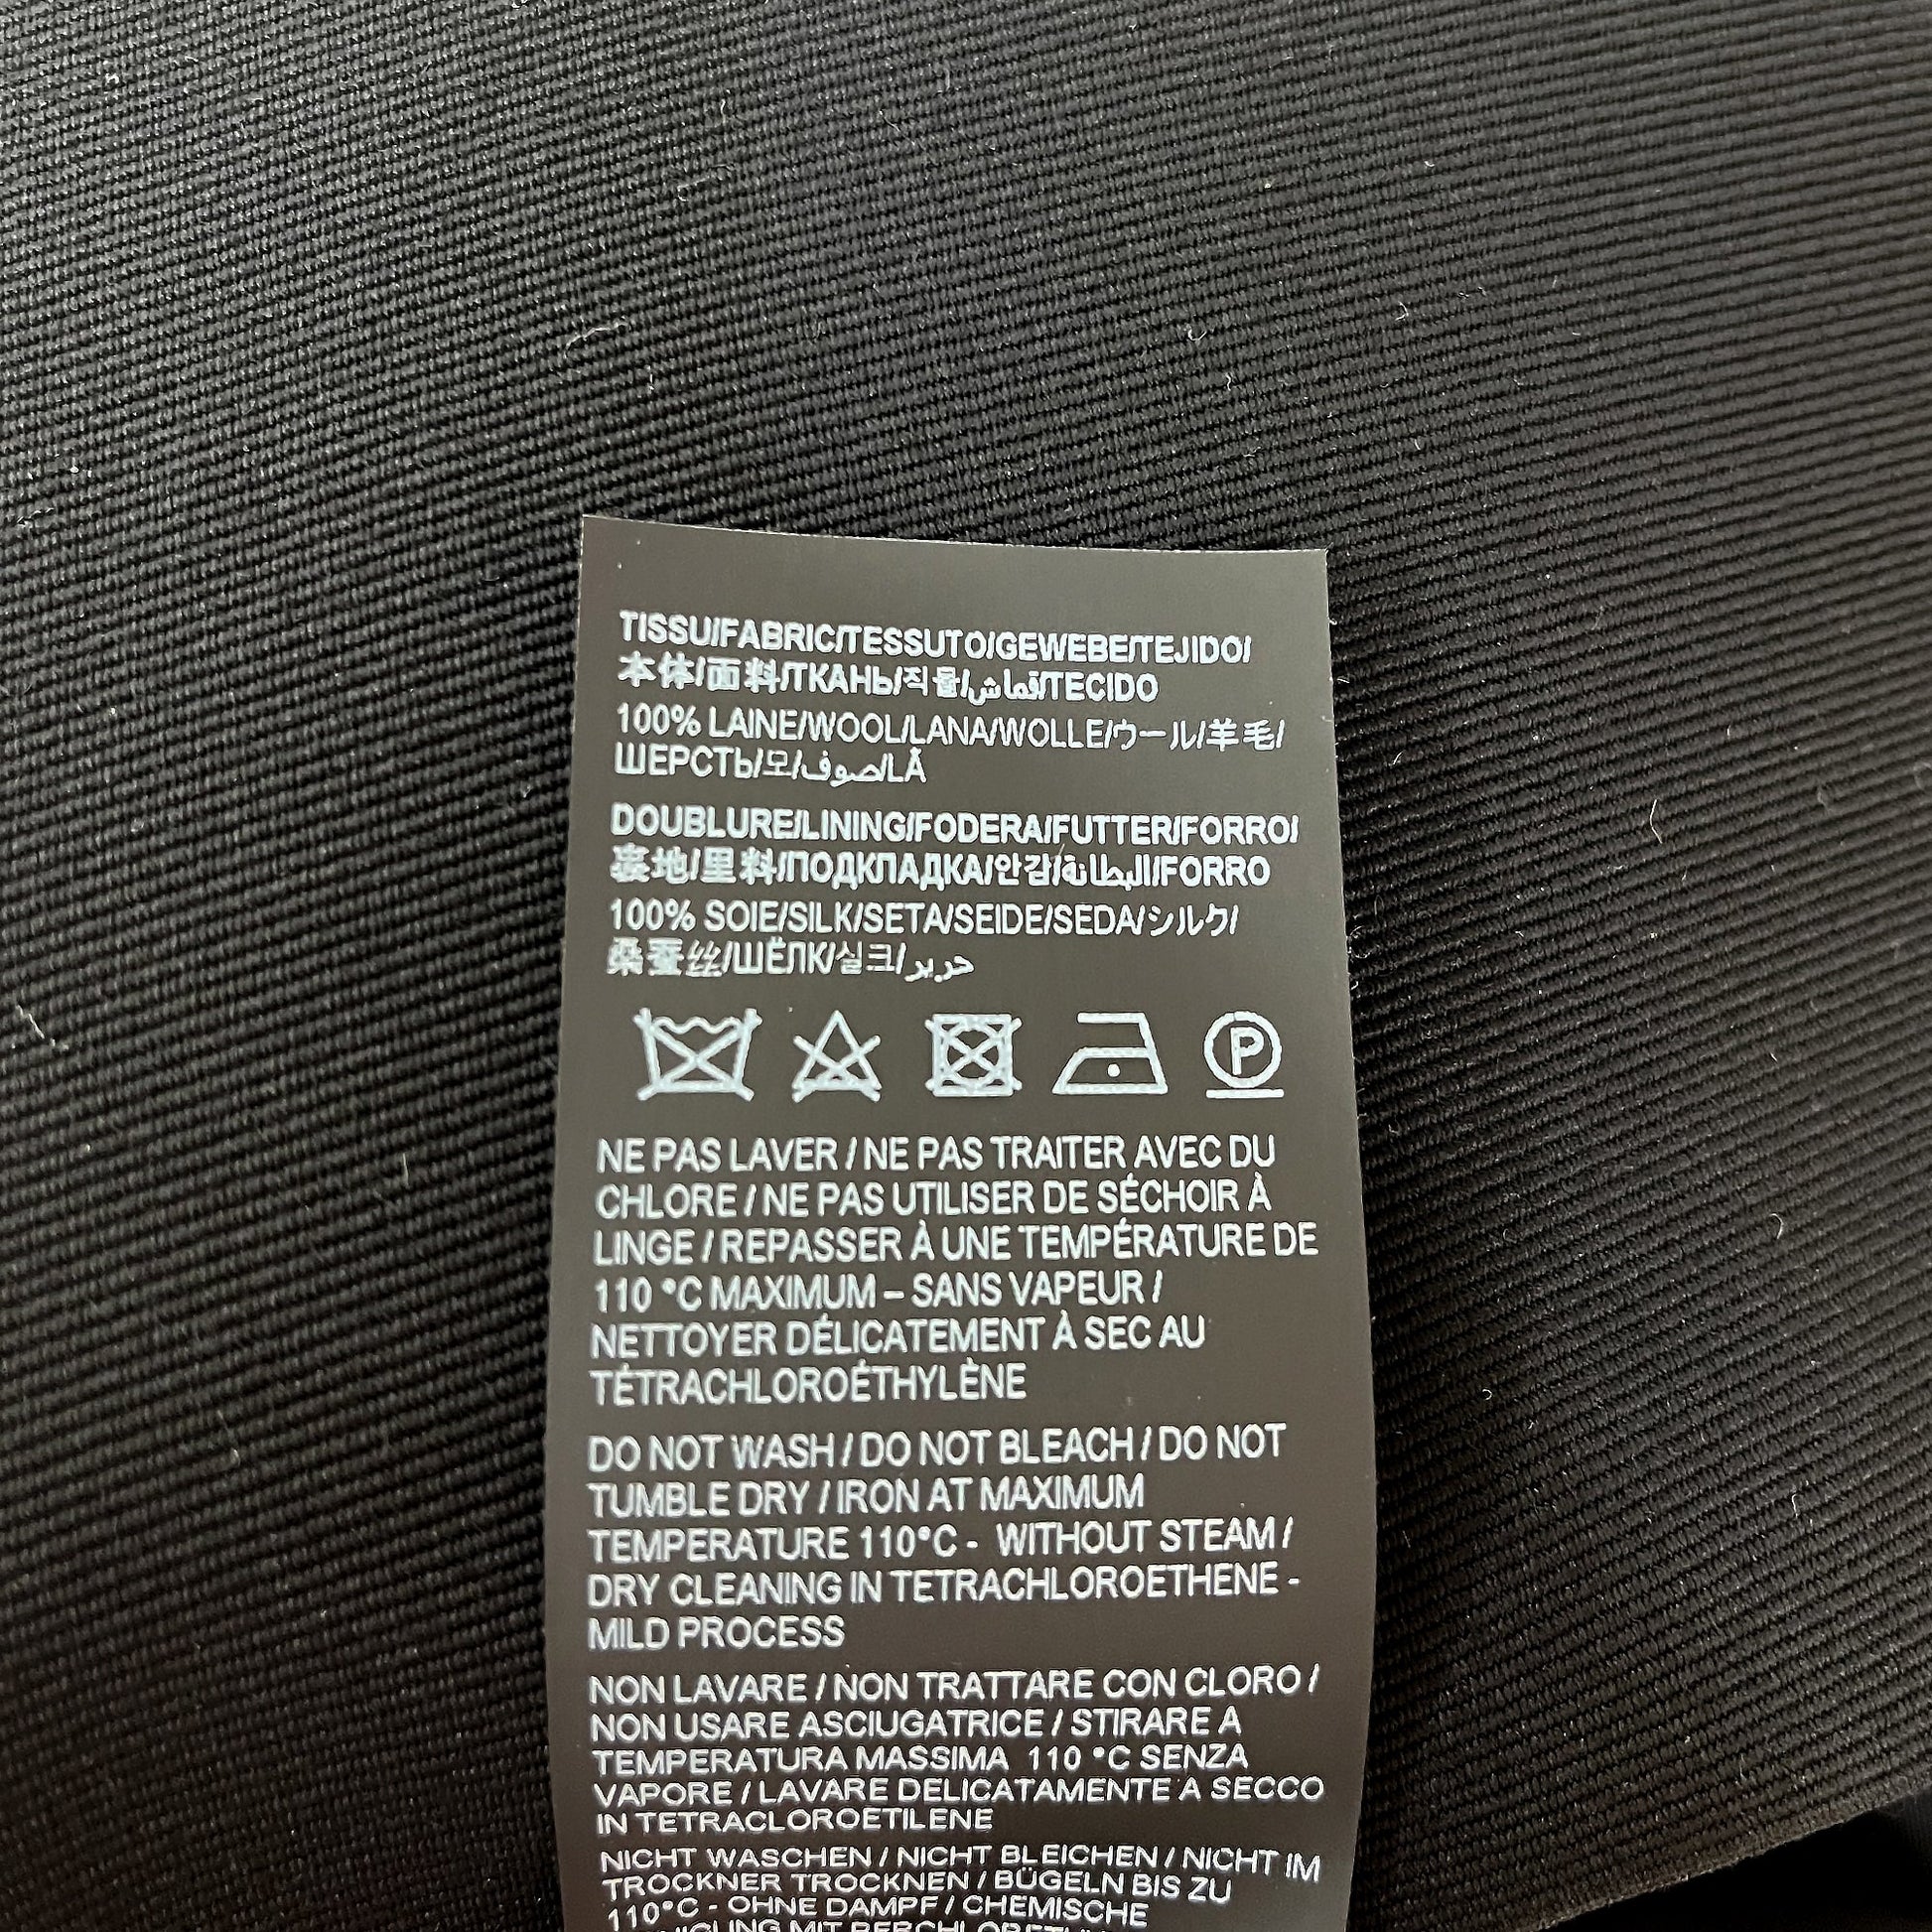 TISSU/FABRIC/TESSUTO/GEWEBE/TEJIDO/
本体/面料/ТКАНЬ/직물/قماش/TECIDO
100% LAINE/WOOL/LANA/WOLLE/ウール/羊毛/
ШЕРСТЬ/모/صوف/LÃ
DOUBLURE/LINING/FODERA/FUTTER/FORRO/
裏地/里料/ПОДКЛАДКА/안감/البطانة/FORRO
100% SOIE/SILK/SETA/SEIDE/SEDA/シルク/
桑蚕丝/ШЁЛК/실크/حرير
P
NE PAS LAVER / NE PAS TRAITER AVEC DU
CHLORE / NE PAS UTILISER DE SÉCHOIR À
LINGE / REPASSER À UNE TEMPÉRATURE DE
110 °C MAXIMUM – SANS VAPEUR /
NETTOYER DÉLICATEMENT À SEC AU
TÉTRACHLOROÉTHYLÈNE
DO NOT WASH / DO NOT BLEACH / DO NOT
TUMBLE DRY / IRON AT MAXIMUM
TEMPERATURE 110°C - WITHOUT STEAM /
DRY CLEANING IN TETRACHLOROETHENE -
MILD PROCESS
NON LAVARE / NON TRATTARE CON CLORO /
NON USARE ASCIUGATRICE / STIRARE A
TEMPERATURA MASSIMA 110 °C SENZA
VAPORE / LAVARE DELICATAMENTE A SECCO
IN TETRACLOROETILENE
NICHT WASCHEN / NICHT BLEICHEN / NICHT IM
TROCKNER TROCKNEN / BÜGELN BIS ZU
110°C - OHNE DAMPF / CHEMISCHE
MIT